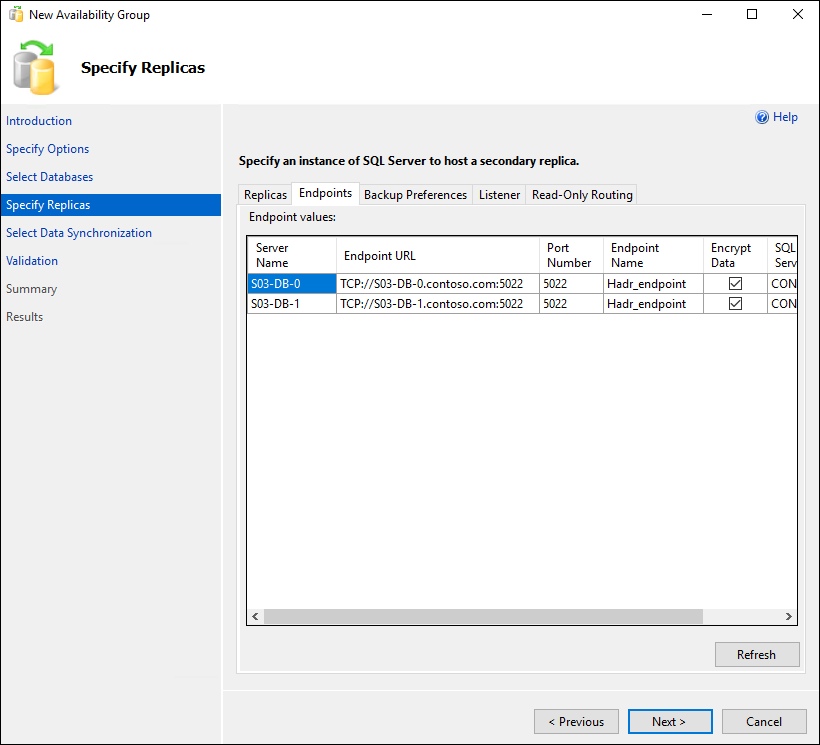 New Availability Group
Specify Replicas
Introduction
Specify Options
Select Databases
Specify Replicas
Select Data Synchronization
Validation
Summary
Results
Help
Specify an instance of SQL Server to host a secondary replica.
Replicas Endpoints Backup Preferences Listener Read-Only Routing
Endpoint values:
Server Name Endpoint URL Port Number Endpoint Name Encrypt Data SQL Serv
S03-DB-0 TCP://S03-DB-0.contoso.com:5022 5022 Hadr_endpoint CON
S03-DB-1 TCP://S03-DB-1.contoso.com:5022 5022 Hadr_endpoint CON
Refresh
< Previous Next > Cancel